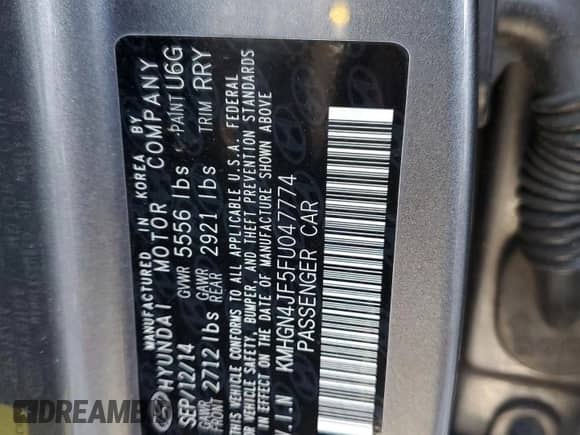 MANUFACTURED IN KOREA BY
HYUNDAI MOTOR COMPANY
SEP/12/14 GVWR 5556 lbs PAINT U6G
GAWR FRONT 2712 lbs GAWR REAR 2921 lbs TRIM RRY
THIS VEHICLE CONFORMS TO ALL APPLICABLE U.S.A. FEDERAL
MOTOR VEHICLE SAFETY, BUMPER, AND THEFT PREVENTION STANDARDS
IN EFFECT ON THE DATE OF MANUFACTURE SHOWN ABOVE
V.I.N KMHGN4JF5FU047774
PASSENGER CAR